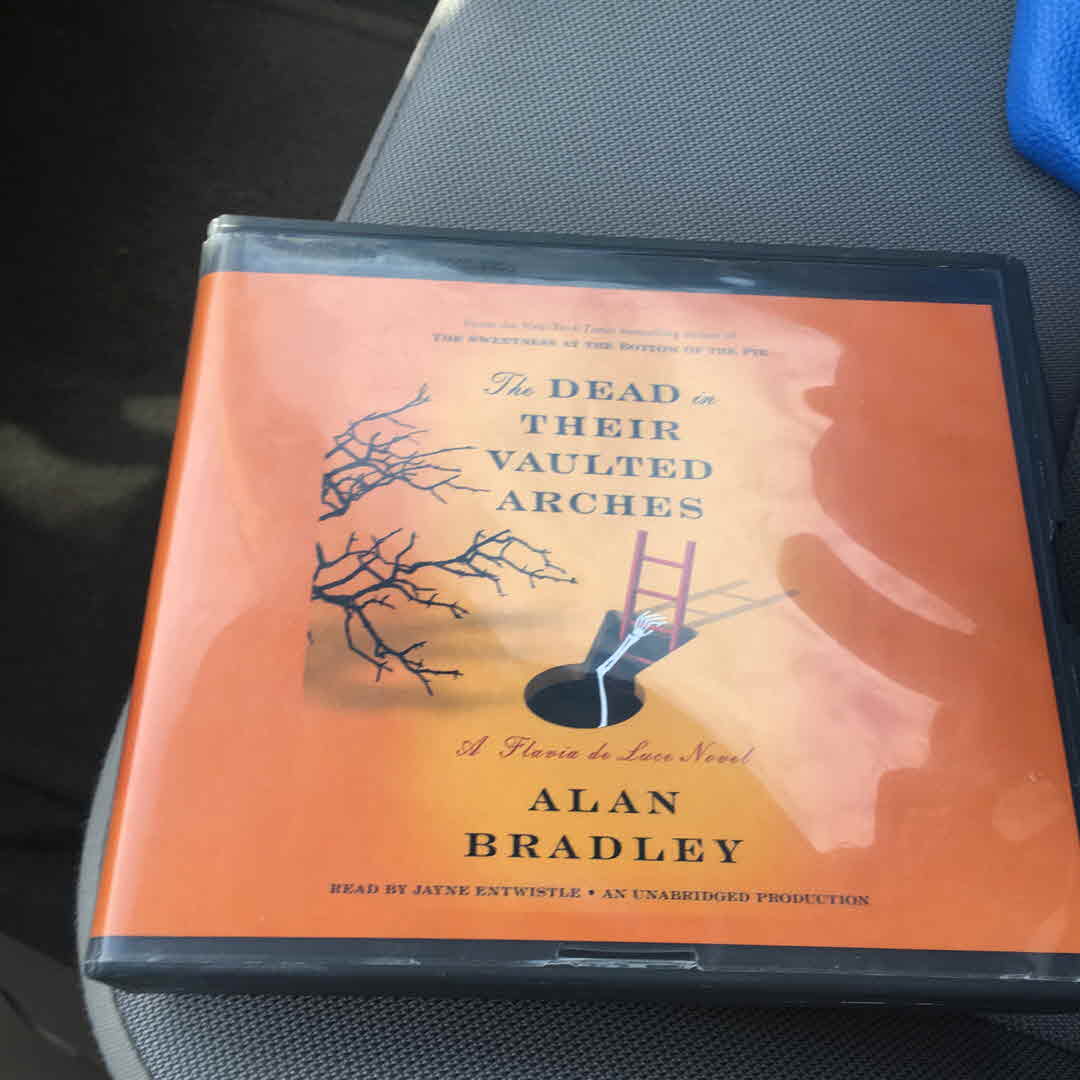 From the New York Times bestselling author of
THE SWEETNESS AT THE BOTTOM OF THE PIE
The DEAD in
THEIR
VAULTED
ARCHES
A Flavia de Luce Novel
ALAN
BRADLEY
READ BY JAYNE ENTWISTLE • AN UNABRIDGED PRODUCTION